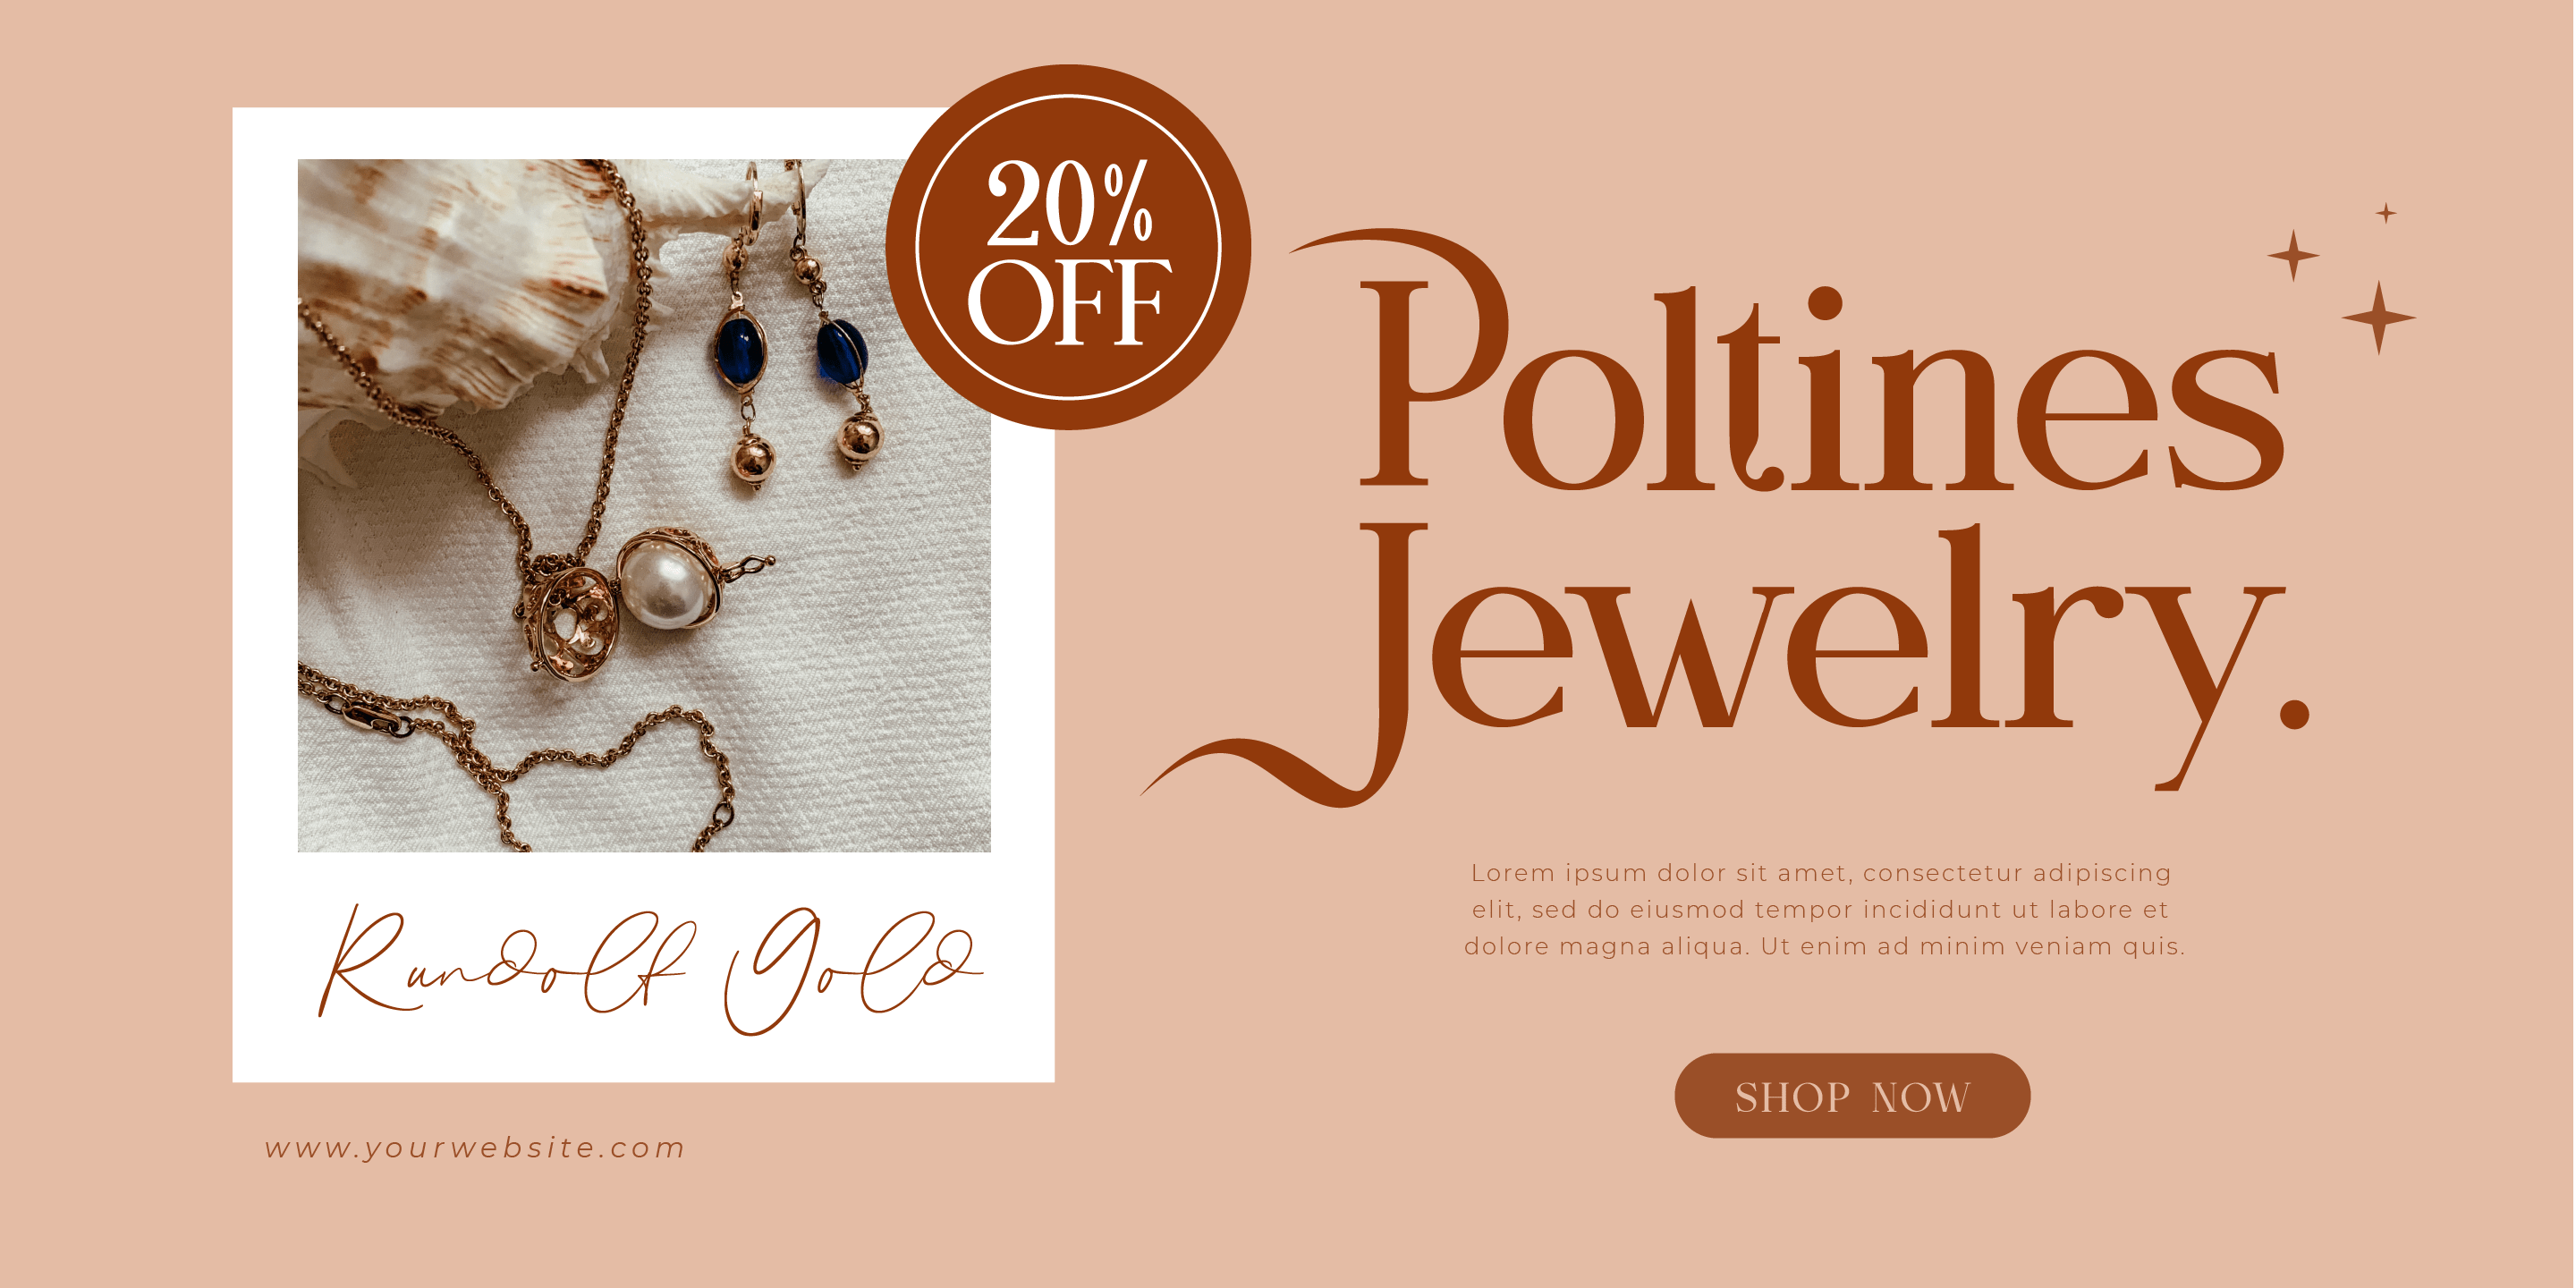 20%
OFF
Poltines
Jewelry.
Lorem ipsum dolor sit amet, consectetur adipiscing
elit, sed do eiusmod tempor incididunt ut labore et
dolore magna aliqua. Ut enim ad minim veniam quis.
SHOP NOW
Rundolf Gold
www.yourwebsite.com